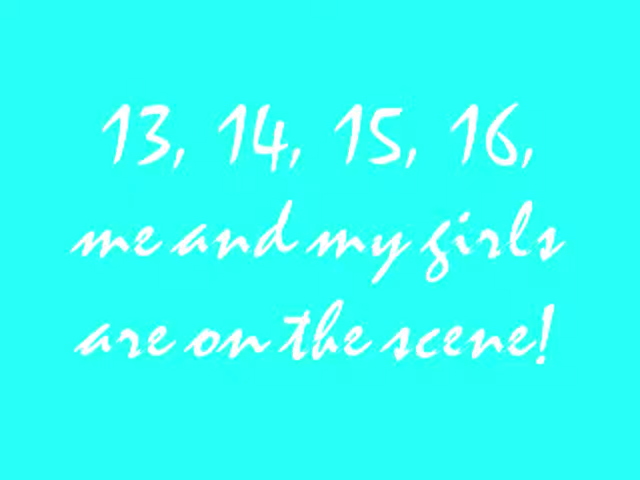 13, 14, 15, 16,
me and my girls
are on the scene!